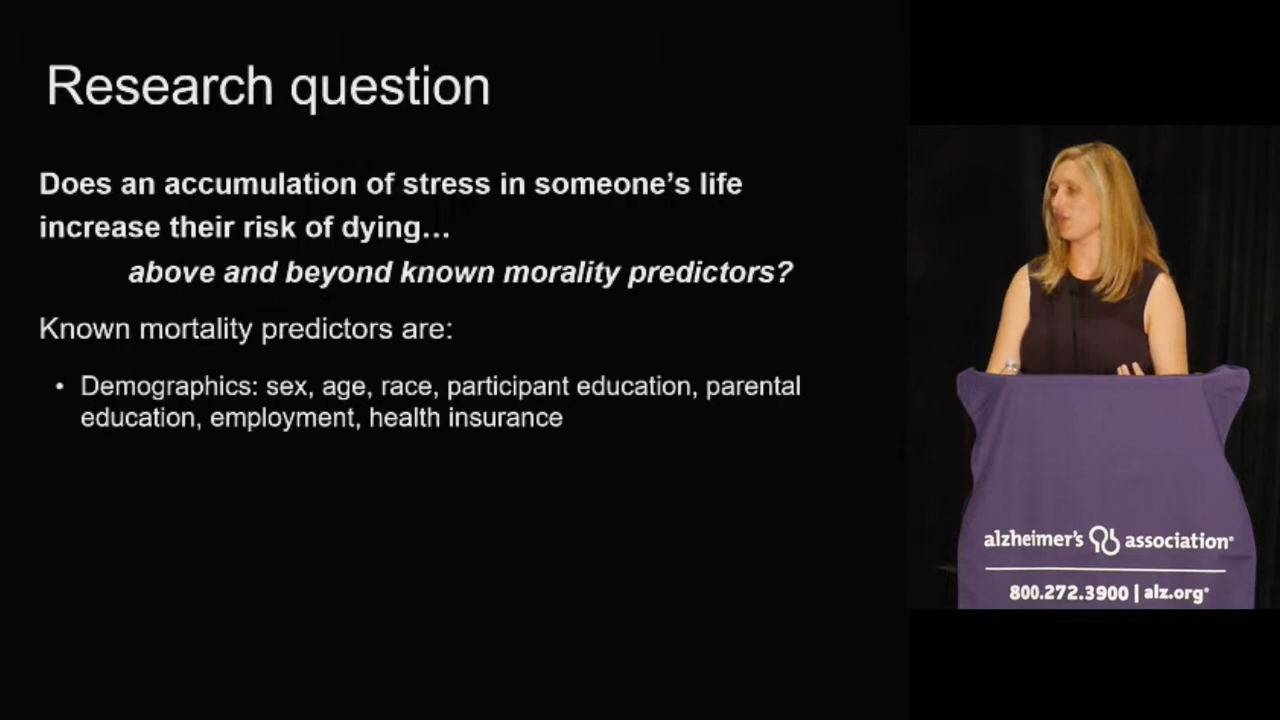 Research question
Does an accumulation of stress in someone’s life
increase their risk of dying…
above and beyond known morality predictors?
Known mortality predictors are:
• Demographics: sex, age, race, participant education, parental
education, employment, health insurance
alzheimer's association®
800.272.3900 | alz.org®